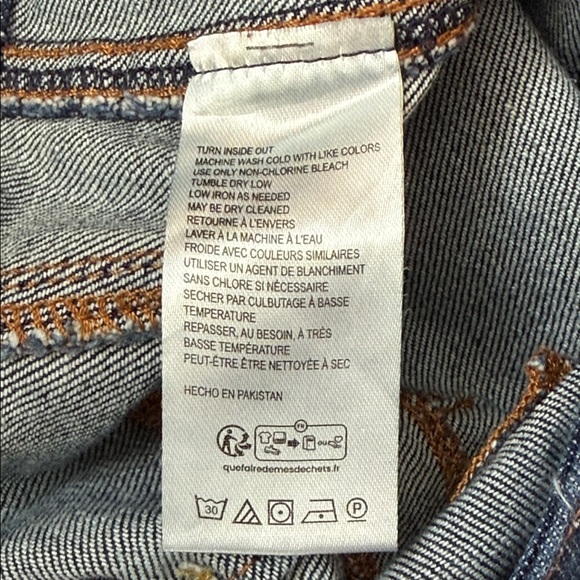 TURN INSIDE OUT
MACHINE WASH COLD WITH LIKE COLORS
USE ONLY NON-CHLORINE BLEACH
TUMBLE DRY LOW
LOW IRON AS NEEDED
MAY BE DRY CLEANED
RETOURNE À L'ENVERS
LAVER À LA MACHINE À L'EAU
FROIDE AVEC COULEURS SIMILAIRES
UTILISER UN AGENT DE BLANCHIMENT
SANS CHLORE SI NÉCESSAIRE
SECHER PAR CULBUTAGE À BASSE
TEMPERATURE
REPASSER, AU BESOIN, À TRÈS
BASSE TEMPÉRATURE
PEUT-ÊTRE ÊTRE NETTOYÉE À SEC
HECHO EN PAKISTAN
FR
OU
quefairedemesdechets.fr
30 P